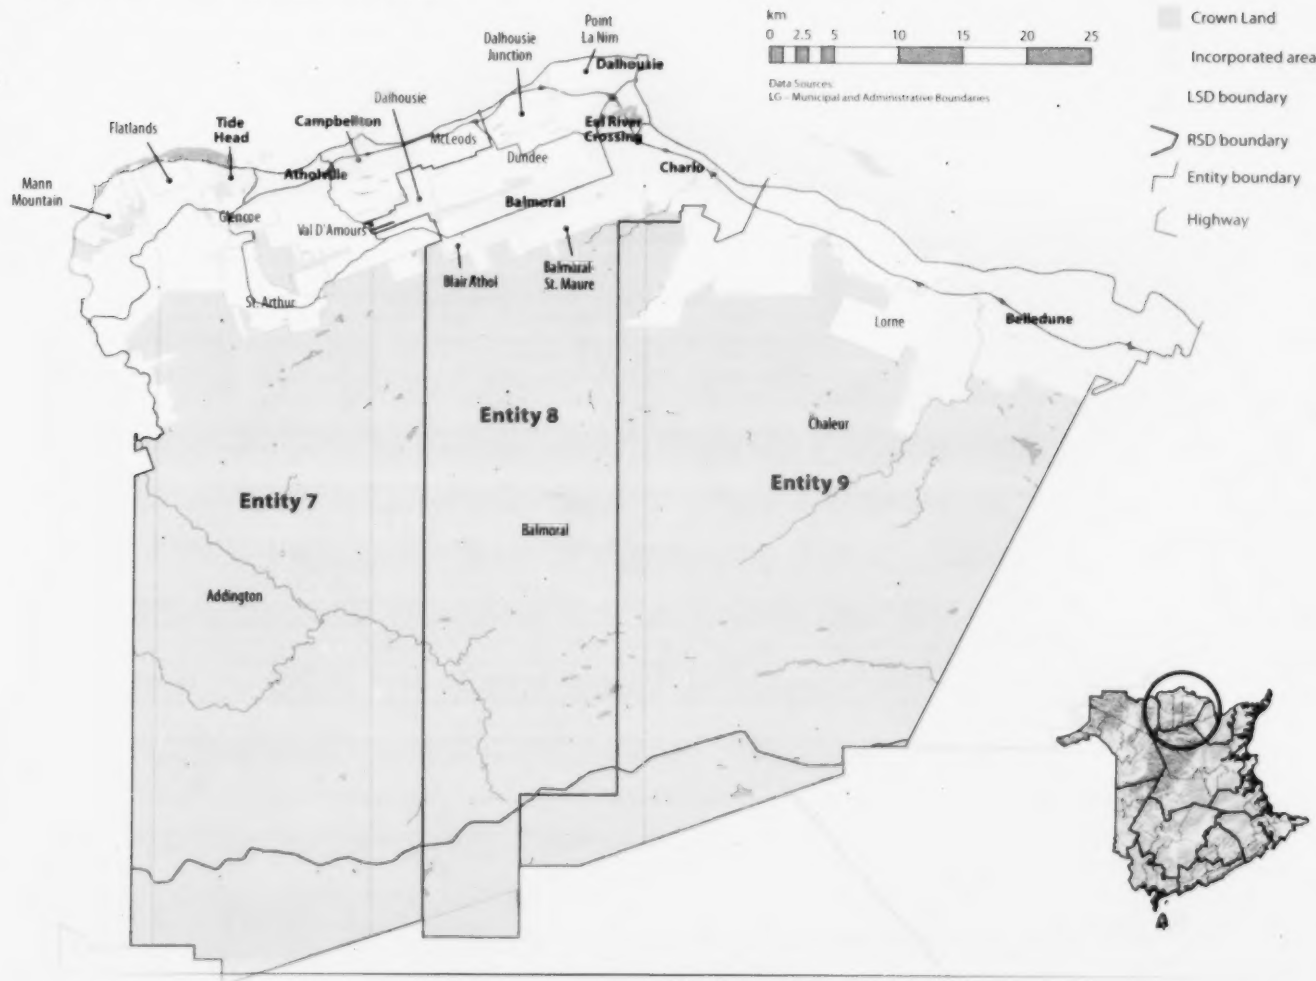 km
0 2.5 5 10 15 20 25
Data Sources:
LG – Municipal and Administrative Boundaries
Crown Land
Incorporated area
LSD boundary
RSD boundary
Entity boundary
Highway
Point
La Nim
Dalhousie
Junction
Dalhousie
Dalhousie
Eel River
Crossing
Campbellton
McLeods
Dundee
Charlo
Flatlands
Tide
Head
Atholville
Mann
Mountain
Glencoe
Val D'Amours
Balmoral
Blair Athol
Balmoral-
St. Maure
St. Arthur
Lorne
Belledune
Entity 8
Chaleur
Entity 7
Entity 9
Balmoral
Addington